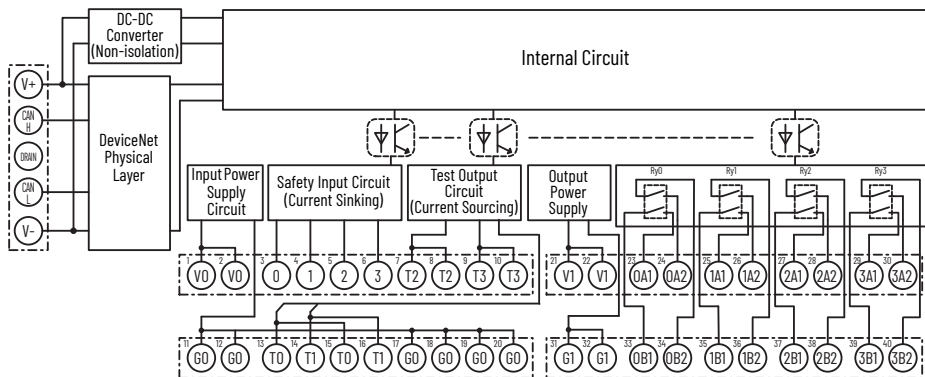 DC-DC
Converter
(Non-isolation)
Internal Circuit
V+
CAN
H
DRAIN
CAN
L
V-
DeviceNet
Physical
Layer
Input Power
Supply
Circuit
Safety Input Circuit
(Current Sinking)
Test Output
Circuit
(Current Sourcing)
Output
Power
Supply
Ry0
Ry1
Ry2
Ry3
1 2 3 4 5 6 7 8 9 10
V0 V0 0 1 2 3 T2 T2 T3 T3
21 22 23 24 25 26 27 28 29 30
V1 V1 0A1 0A2 1A1 1A2 2A1 2A2 3A1 3A2
11 12 13 14 15 16 17 18 19 20
G0 G0 T0 T1 T0 T1 G0 G0 G0 G0
31 32 33 34 35 36 37 38 39 40
G1 G1 0B1 0B2 1B1 1B2 2B1 2B2 3B1 3B2